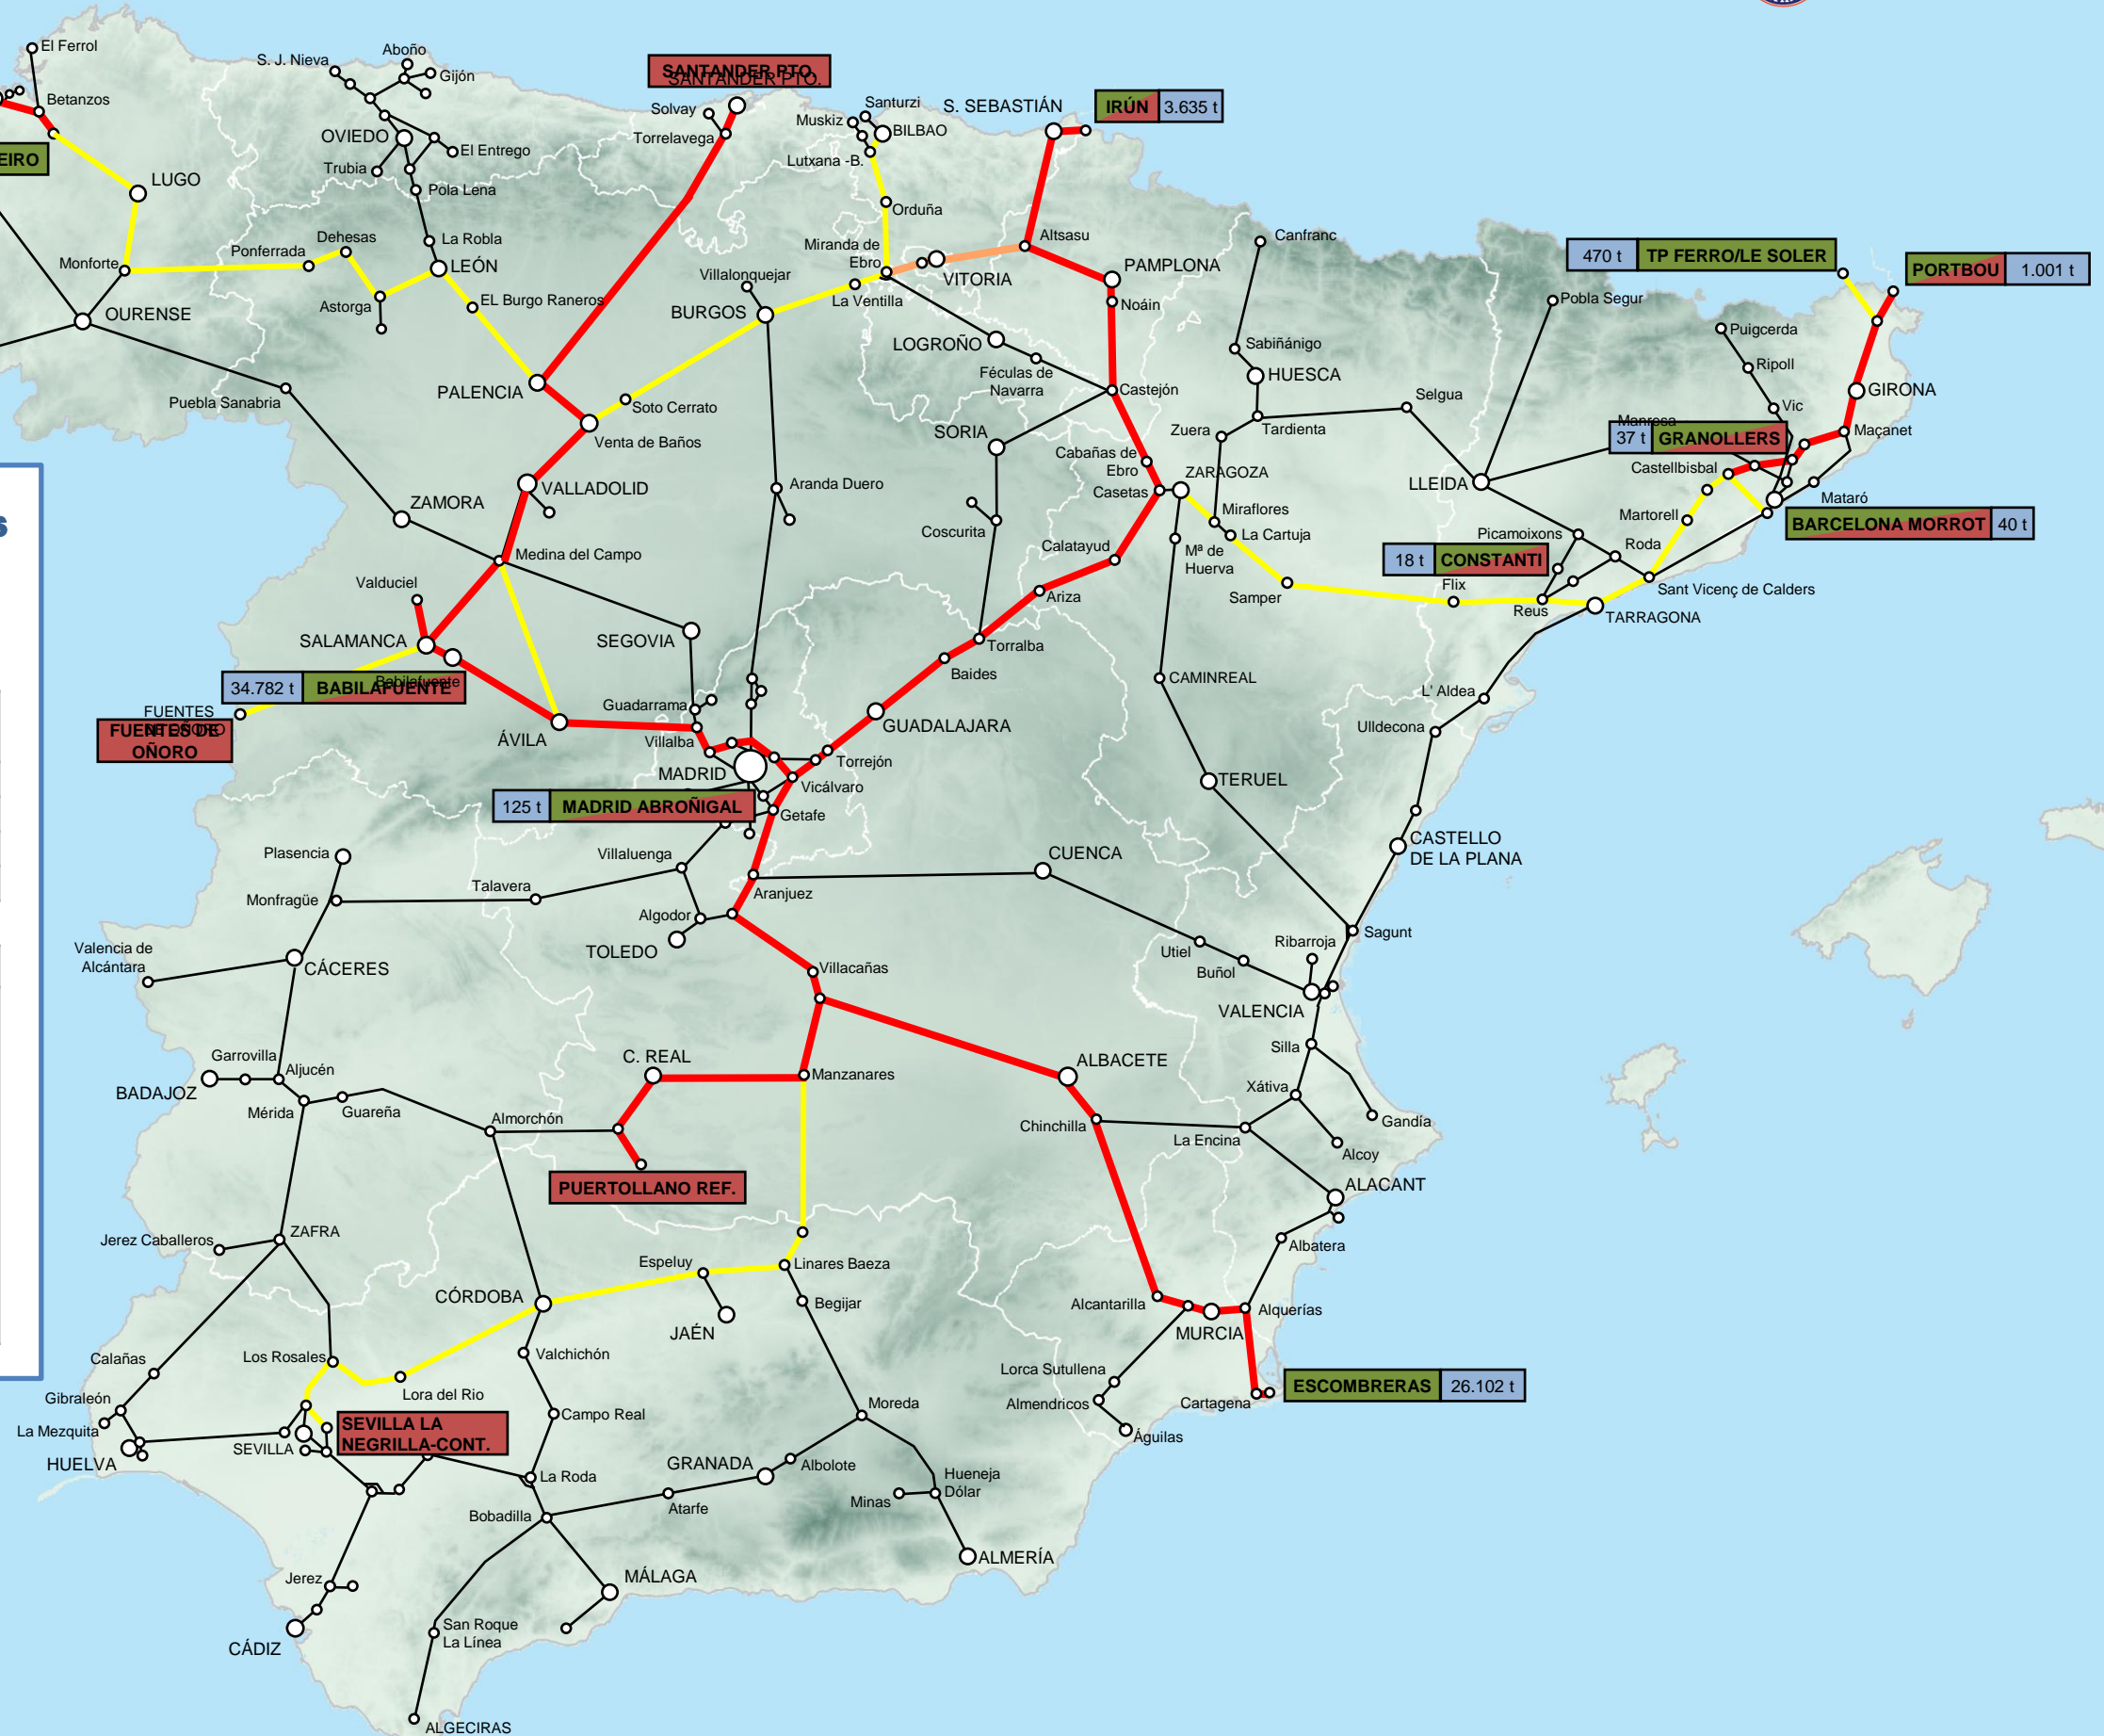 El Ferrol
Betanzos
EIRO
LUGO
Monforte
OURENSE
S. J. Nieva
Aboño
Gijón
OVIEDO
El Entrego
Trubia
Pola Lena
La Robla
LEÓN
Ponferrada
Dehesas
Astorga
EL Burgo Raneros
Puebla Sanabria
PALENCIA
Venta de Baños
Soto Cerrato
SANTANDER PTO.
SANTANDER PTO.
Solvay
Torrelavega
Muskiz
Santurzi
BILBAO
Lutxana -B.
Orduña
Miranda de
Ebro
VITORIA
La Ventilla
Villalonquejar
BURGOS
S. SEBASTIÁN
IRÚN 3.635 t
Altsasu
PAMPLONA
Noáin
LOGROÑO
Féculas de
Navarra
Castejón
SORIA
Cabañas de
Ebro
Casetas
ZARAGOZA
Canfranc
Sabiñánigo
HUESCA
Tardienta
Zuera
Selgua
Miraflores
La Cartuja
Mª de
Huerva
Samper
Flix
LLEIDA
Pobla Segur
470 t TP FERRO/LE SOLER
PORTBOU 1.001 t
Puigcerda
Ripoll
Vic
Manresa
37 t GRANOLLERS
GIRONA
Maçanet
Castellbisbal
Mataró
Martorell
BARCELONA MORROT 40 t
Picamoixons
Roda
18 t CONSTANTI
Sant Vicenç de Calders
Reus
TARRAGONA
s
ZAMORA
VALLADOLID
Aranda Duero
Coscurita
Calatayud
Ariza
Torralba
Baides
Medina del Campo
Valduciel
SALAMANCA
SEGOVIA
34.782 t BABILAFUENTE
Babilafuente
FUENTES
DE OÑORO
FUENTES DE
OÑORO
ÁVILA
Guadarrama
Villalba
GUADALAJARA
Torrejón
MADRID
Vicálvaro
125 t MADRID ABROÑIGAL
Getafe
CAMINREAL
TERUEL
L' Aldea
Ulldecona
CASTELLO
DE LA PLANA
Plasencia
Monfragüe
Talavera
Villaluenga
Aranjuez
CUENCA
Algodor
TOLEDO
Sagunt
Utiel
Buñol
Ribarroja
VALENCIA
Valencia de
Alcántara
CÁCERES
Villacañas
Silla
Xátiva
Gandía
Alcoy
La Encina
Garrovilla
Aljucén
BADAJOZ
Mérida
Guareña
Almorchón
C. REAL
Manzanares
ALBACETE
Chinchilla
PUERTOLLANO REF.
ALACANT
Albatera
Jerez Caballeros
ZAFRA
Espeluy
Linares Baeza
Begijar
CÓRDOBA
JAÉN
Alcantarilla
MURCIA
Alquerías
Calañas
Los Rosales
Lora del Rio
Valchichón
Lorca Sutullena
Almendricos
Cartagena
ESCOMBRERAS 26.102 t
Águilas
Gibraleón
La Mezquita
HUELVA
SEVILLA
SEVILLA LA
NEGRILLA-CONT.
Campo Real
Moreda
GRANADA
Albolote
La Roda
Atarfe
Minas
Hueneja
Dólar
Bobadilla
ALMERÍA
Jerez
MÁLAGA
CÁDIZ
San Roque
La Línea
ALGECIRAS